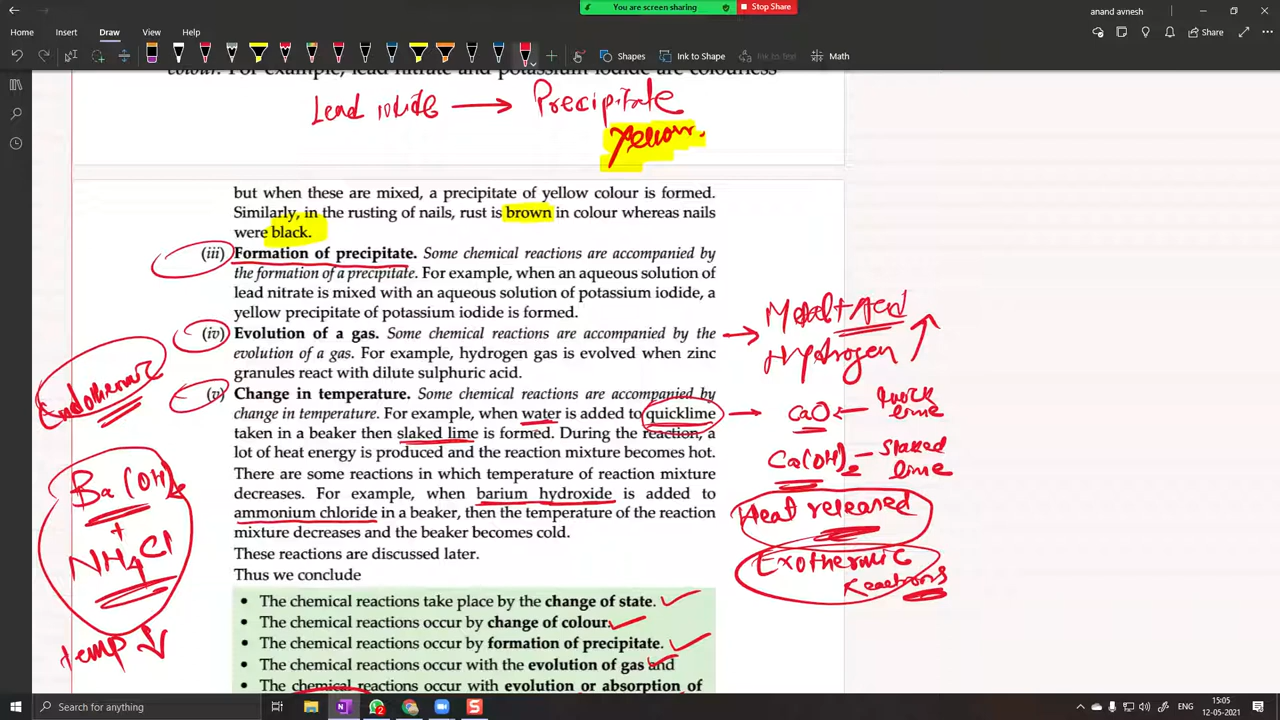 You are screen sharing
Stop Share
anand avnesh
Home Insert Draw View Help
Share
Shapes Ink to Shape Ink to Text Math
colour. For example, lead nitrate and potassium iodide are colourless
Lead iodide → Precipitate
Yellow.
but when these are mixed, a precipitate of yellow colour is formed.
Similarly, in the rusting of nails, rust is brown in colour whereas nails
were black.
(iii) Formation of precipitate. Some chemical reactions are accompanied by
the formation of a precipitate. For example, when an aqueous solution of
lead nitrate is mixed with an aqueous solution of potassium iodide, a
yellow precipitate of potassium iodide is formed.
(iv) Evolution of a gas. Some chemical reactions are accompanied by the
evolution of a gas. For example, hydrogen gas is evolved when zinc
granules react with dilute sulphuric acid.
→ Metal + Acid
Hydrogen ↑
(v) Change in temperature. Some chemical reactions are accompanied by
change in temperature. For example, when water is added to quicklime
taken in a beaker then slaked lime is formed. During the reaction, a
lot of heat energy is produced and the reaction mixture becomes hot.
There are some reactions in which temperature of reaction mixture
decreases. For example, when barium hydroxide is added to
ammonium chloride in a beaker, then the temperature of the reaction
mixture decreases and the beaker becomes cold.
→ CaO ← Quick
lime
Ca(OH)2 – Slaked
lime
Heat released
Exothermic
Reactions
Endothermic
Ba(OH)2
+
NH4Cl
temp ↓
These reactions are discussed later.
Thus we conclude
• The chemical reactions take place by the change of state.
• The chemical reactions occur by change of colour.
• The chemical reactions occur by formation of precipitate.
• The chemical reactions occur with the evolution of gas and
• The chemical reactions occur with evolution or absorption of
Search for anything
15:05
12-05-2021